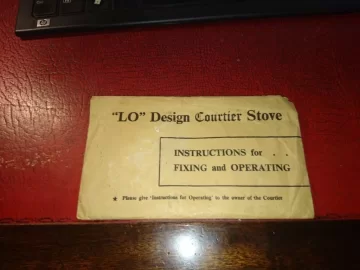 hp
"LO" Design Courtier Stove
INSTRUCTIONS for . .
FIXING and OPERATING
★ Please give 'Instructions for Operating' to the owner of the Courtier